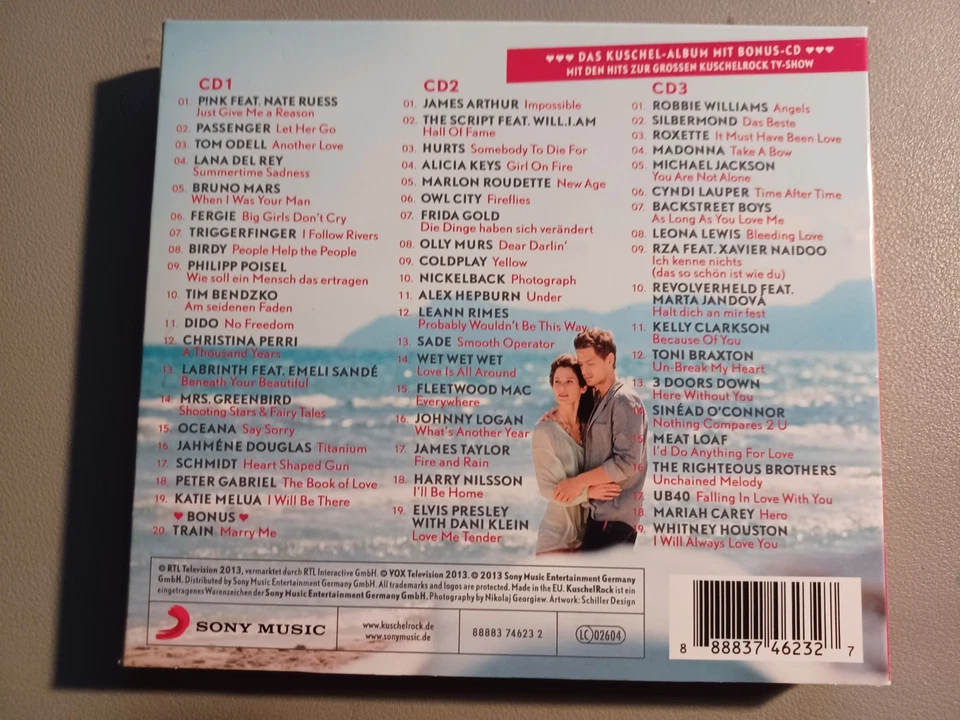 ♥♥♥ DAS KUSCHEL-ALBUM MIT BONUS-CD ♥♥♥
MIT DEN HITS ZUR GROSSEN KUSCHELROCK TV-SHOW
CD1
01. PINK FEAT. NATE RUESS
Just Give Me a Reason
02. PASSENGER Let Her Go
03. TOM ODELL Another Love
04. LANA DEL REY
Summertime Sadness
05. BRUNO MARS
When I Was Your Man
06. FERGIE Big Girls Don't Cry
07. TRIGGERFINGER I Follow Rivers
08. BIRDY People Help the People
09. PHILIPP POISEL
Wie soll ein Mensch das ertragen
10. TIM BENDZKO
Am seidenen Faden
11. DIDO No Freedom
12. CHRISTINA PERRI
A Thousand Years
13. LABRINTH FEAT. EMELI SANDÉ
Beneath Your Beautiful
14. MRS. GREENBIRD
Shooting Stars & Fairy Tales
15. OCEANA Say Sorry
16. JAHMÉNE DOUGLAS Titanium
17. SCHMIDT Heart Shaped Gun
18. PETER GABRIEL The Book of Love
19. KATIE MELUA I Will Be There
♥ BONUS ♥
20. TRAIN Marry Me
CD2
01. JAMES ARTHUR Impossible
02. THE SCRIPT FEAT. WILL.I.AM
Hall Of Fame
03. HURTS Somebody To Die For
04. ALICIA KEYS Girl On Fire
05. MARLON ROUDETTE New Age
06. OWL CITY Fireflies
07. FRIDA GOLD
Die Dinge haben sich verändert
08. OLLY MURS Dear Darlin'
09. COLDPLAY Yellow
10. NICKELBACK Photograph
11. ALEX HEPBURN Under
12. LEANN RIMES
Probably Wouldn't Be This Way
13. SADE Smooth Operator
14. WET WET WET
Love Is All Around
15. FLEETWOOD MAC
Everywhere
16. JOHNNY LOGAN
What's Another Year
17. JAMES TAYLOR
Fire and Rain
18. HARRY NILSSON
I'll Be Home
19. ELVIS PRESLEY
WITH DANI KLEIN
Love Me Tender
CD3
01. ROBBIE WILLIAMS Angels
02. SILBERMOND Das Beste
03. ROXETTE It Must Have Been Love
04. MADONNA Take A Bow
05. MICHAEL JACKSON
You Are Not Alone
06. CYNDI LAUPER Time After Time
07. BACKSTREET BOYS
As Long As You Love Me
08. LEONA LEWIS Bleeding Love
09. RZA FEAT. XAVIER NAIDOO
Ich kenne nichts
(das so schön ist wie du)
10. REVOLVERHELD FEAT.
MARTA JANDOVÁ
Halt dich an mir fest
11. KELLY CLARKSON
Because Of You
12. TONI BRAXTON
Un-Break My Heart
13. 3 DOORS DOWN
Here Without You
14. SINÉAD O'CONNOR
Nothing Compares 2 U
15. MEAT LOAF
I'd Do Anything For Love
16. THE RIGHTEOUS BROTHERS
Unchained Melody
17. UB40 Falling In Love With You
18. MARIAH CAREY Hero
19. WHITNEY HOUSTON
I Will Always Love You
© RTL Television 2013, vermarktet durch RTL Interactive GmbH. © VOX Television 2013. © 2013 Sony Music Entertainment Germany
GmbH. Distributed by Sony Music Entertainment Germany GmbH. All trademarks and logos are protected. Made in the EU. KuschelRock ist ein
eingetragenes Warenzeichen der Sony Music Entertainment Germany GmbH. Photography by Nikolaj Georgiew. Artwork: Schiller Design
SONY MUSIC
www.kuschelrock.de
www.sonymusic.de
88883 74623 2
LC 02604
8 88837 46232 7